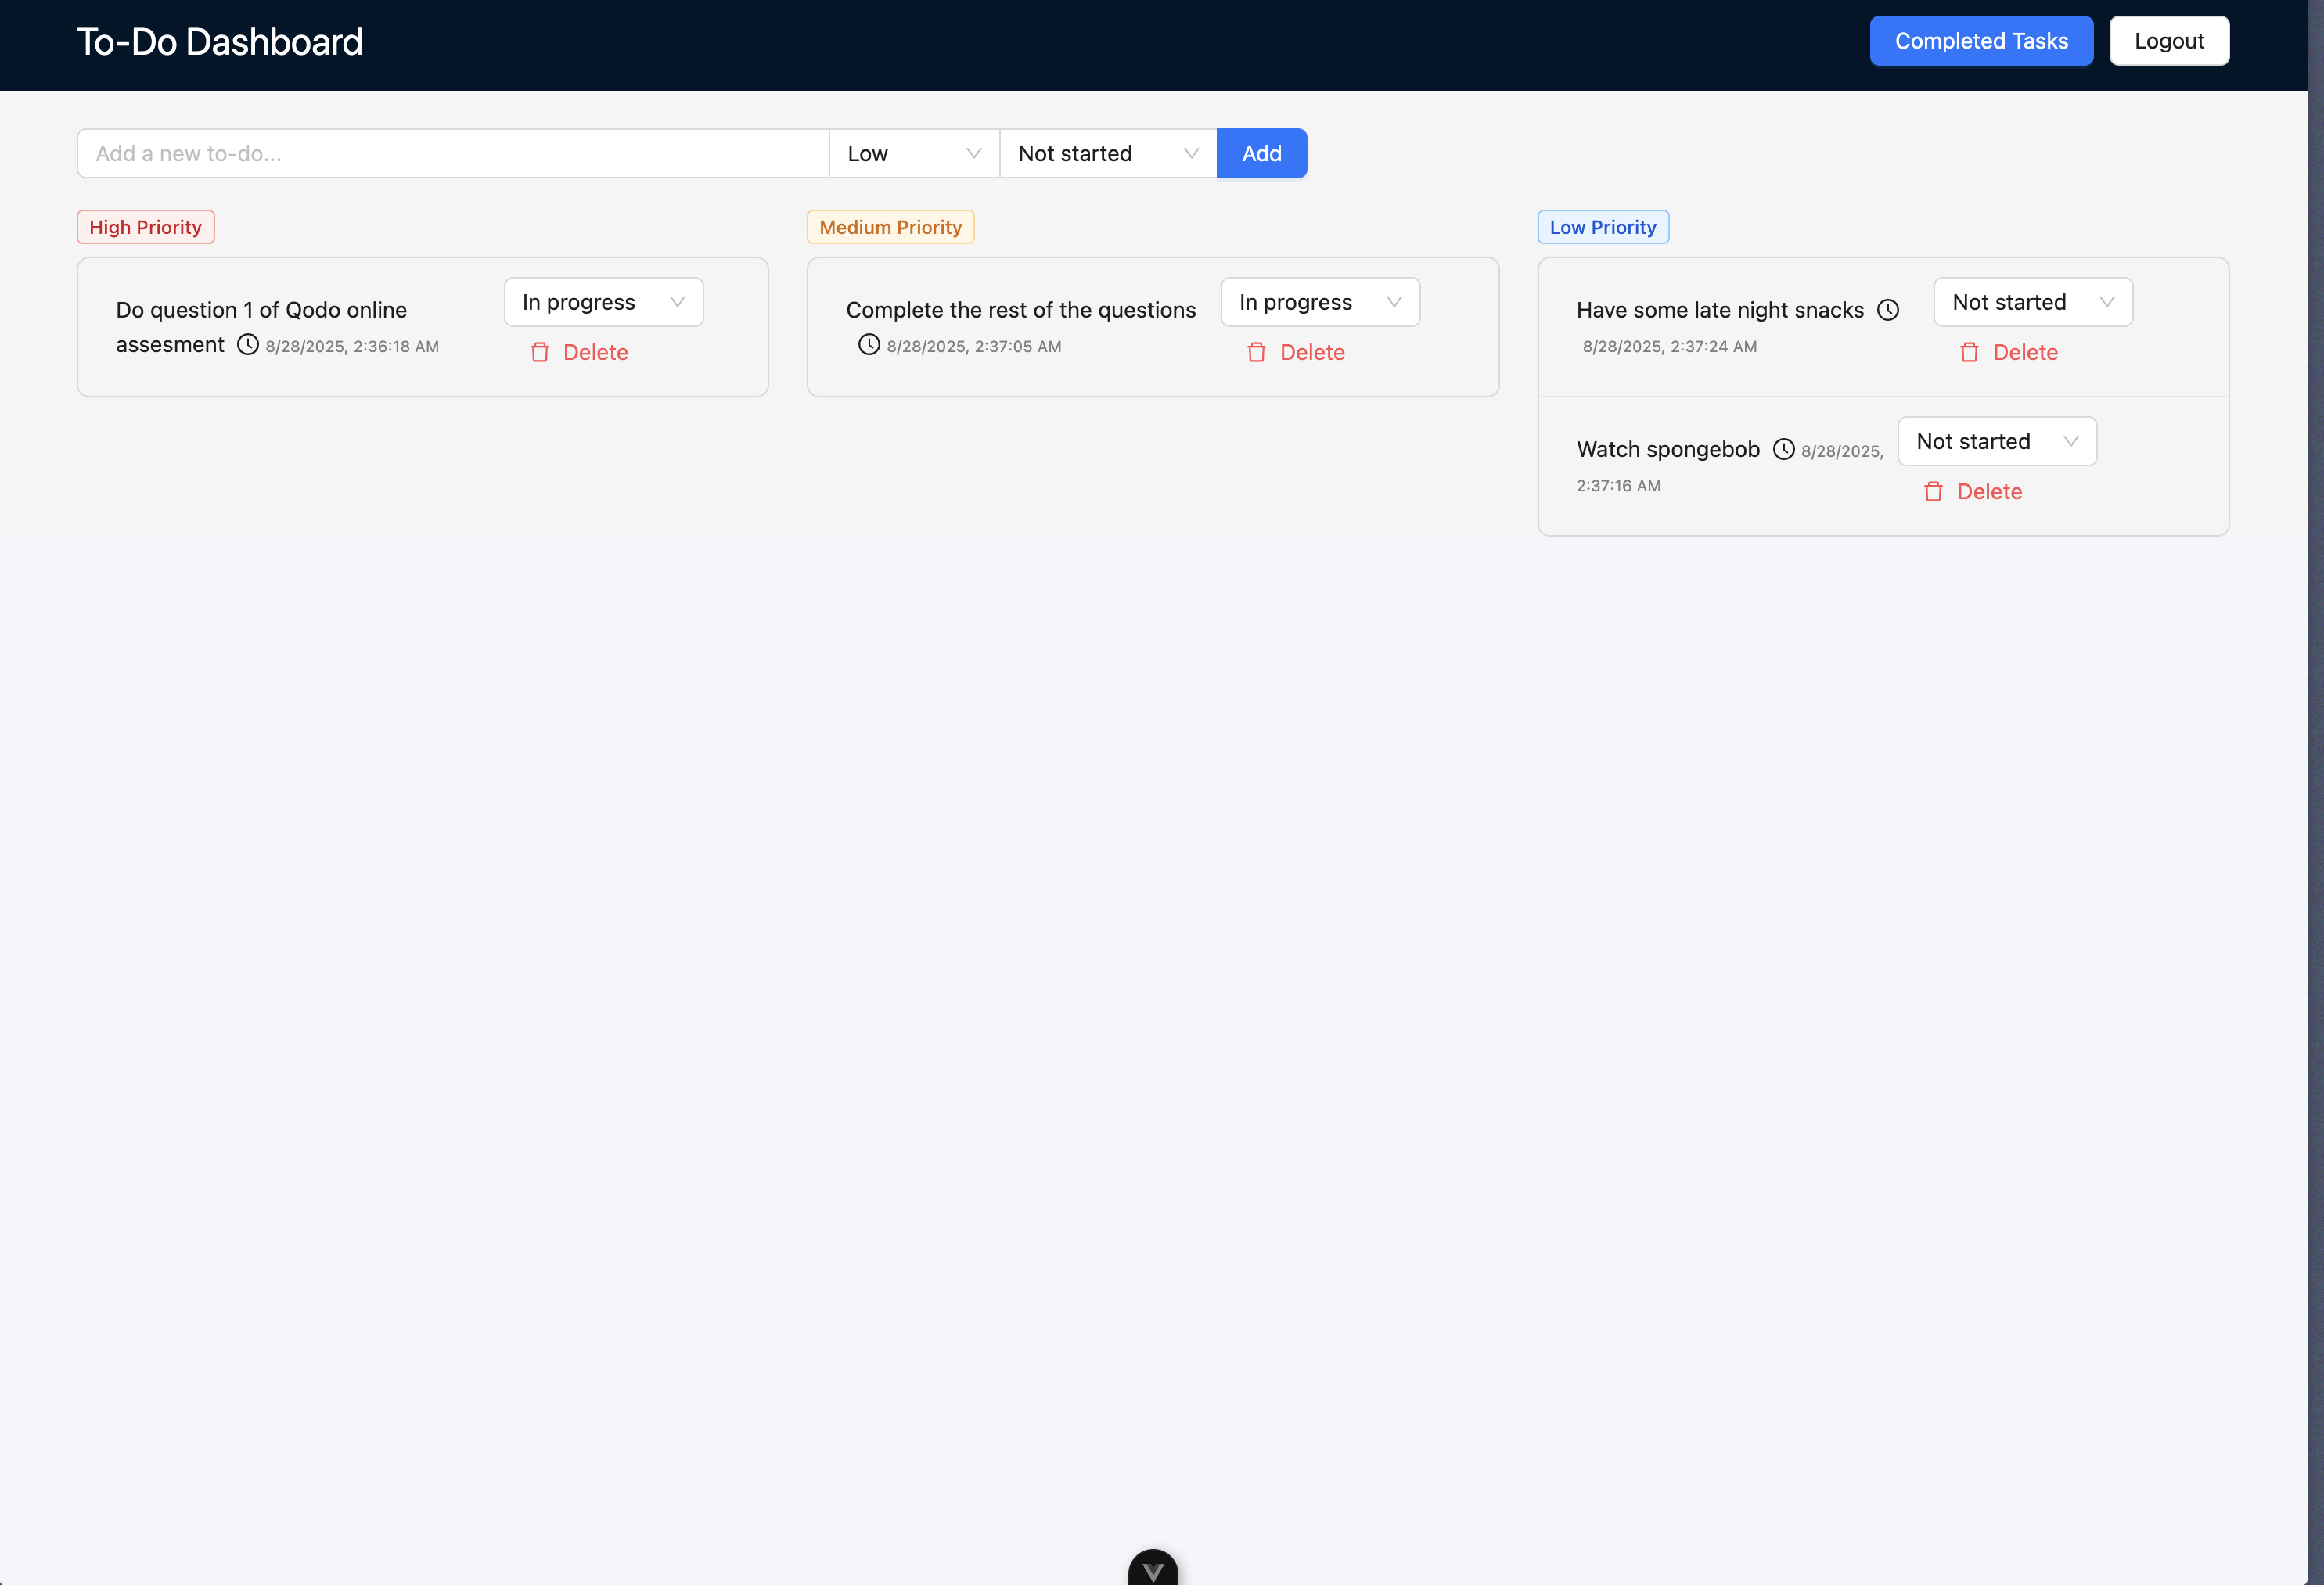 To-Do Dashboard
Completed Tasks
Logout
Add a new to-do...
Low
Not started
Add
High Priority
Do question 1 of Qodo online
assesment 8/28/2025, 2:36:18 AM
In progress
Delete
Medium Priority
Complete the rest of the questions
8/28/2025, 2:37:05 AM
In progress
Delete
Low Priority
Have some late night snacks
8/28/2025, 2:37:24 AM
Not started
Delete
Watch spongebob 8/28/2025,
2:37:16 AM
Not started
Delete